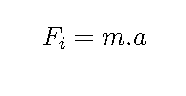 F_i = m.a